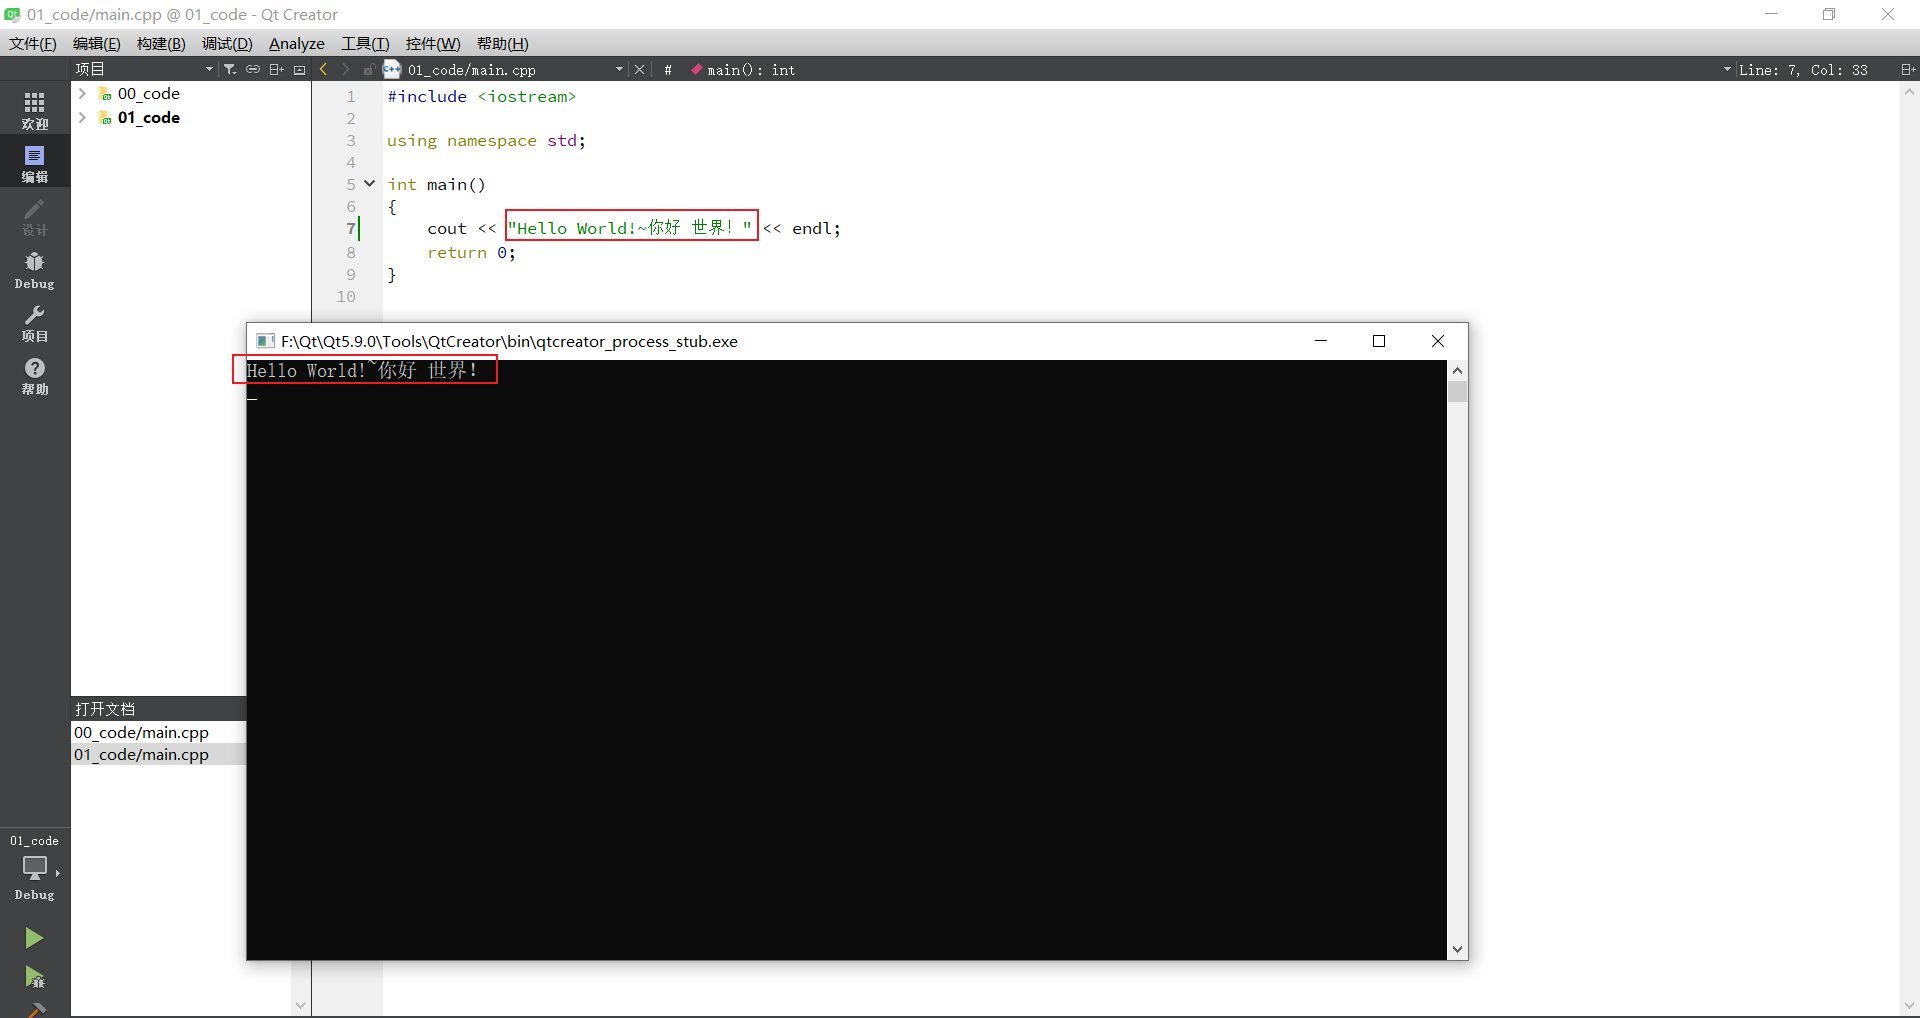 01_code/main.cpp @ 01_code - Qt Creator
文件(F) 编辑(E) 构建(B) 调试(D) Analyze 工具(T) 控件(W) 帮助(H)
项目
01_code/main.cpp
# main(): int
Line: 7, Col: 33
欢迎
编辑
设计
Debug
项目
帮助
00_code
01_code
1 #include <iostream>
2
3 using namespace std;
4
5 int main()
6 {
7 cout << "Hello World!~你好 世界！" << endl;
8 return 0;
9 }
10
F:\Qt\Qt5.9.0\Tools\QtCreator\bin\qtcreator_process_stub.exe
Hello World!~你好 世界！
打开文档
00_code/main.cpp
01_code/main.cpp
01_code
Debug